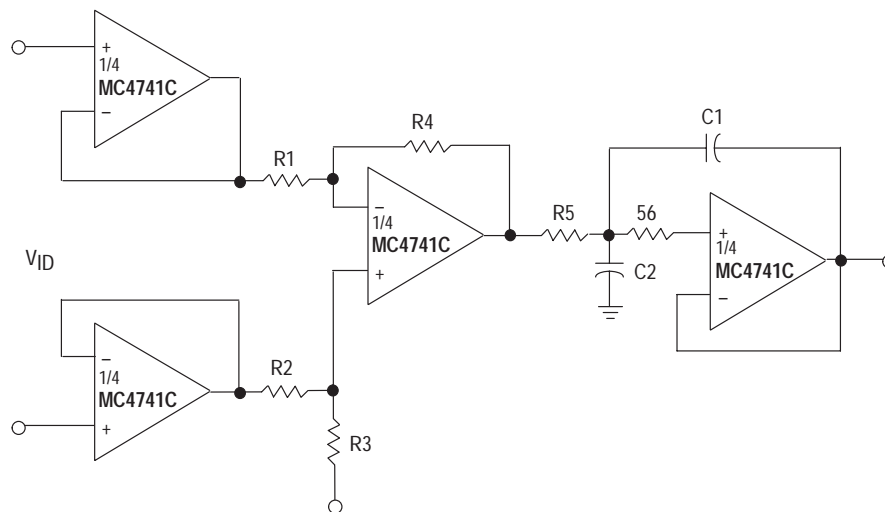 +
1/4
MC4741C
−
R1
R4
−
1/4
MC4741C
+
C1
R5
56
C2
+
1/4
MC4741C
−
VID
−
1/4
MC4741C
+
R2
R3